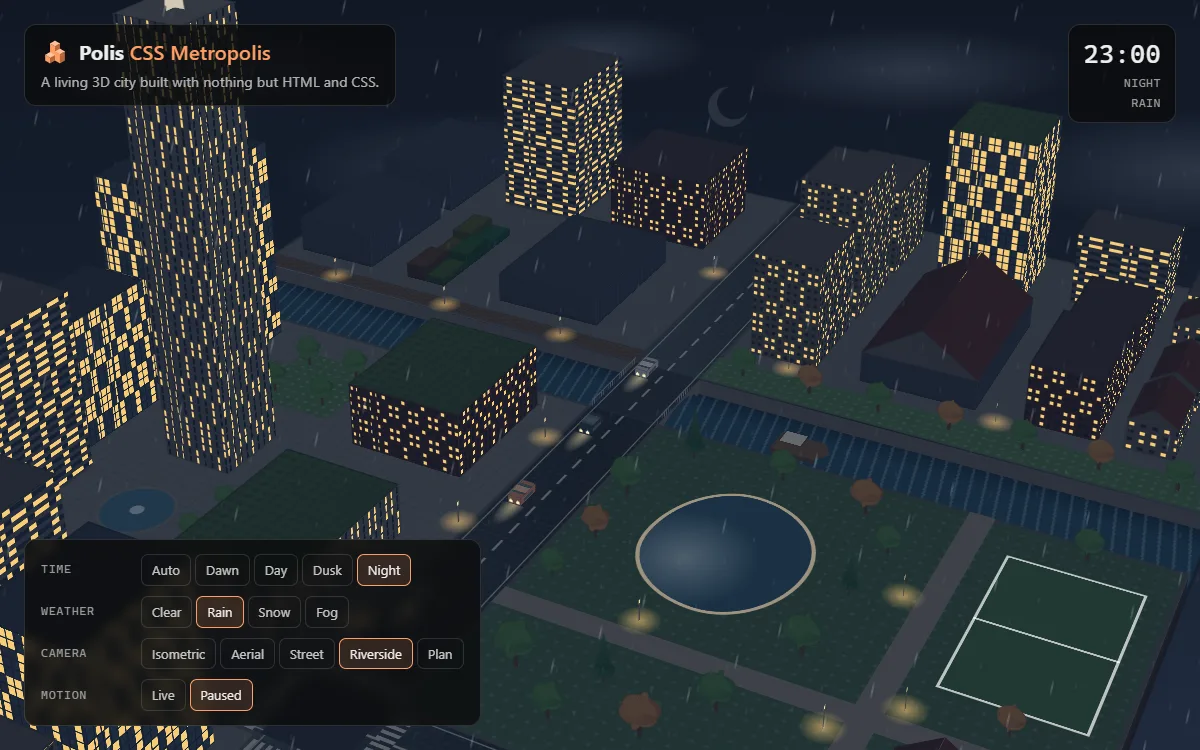 Polis CSS Metropolis
A living 3D city built with nothing but HTML and CSS.
23:00
NIGHT
RAIN
TIME Auto Dawn Day Dusk Night
WEATHER Clear Rain Snow Fog
CAMERA Isometric Aerial Street Riverside Plan
MOTION Live Paused